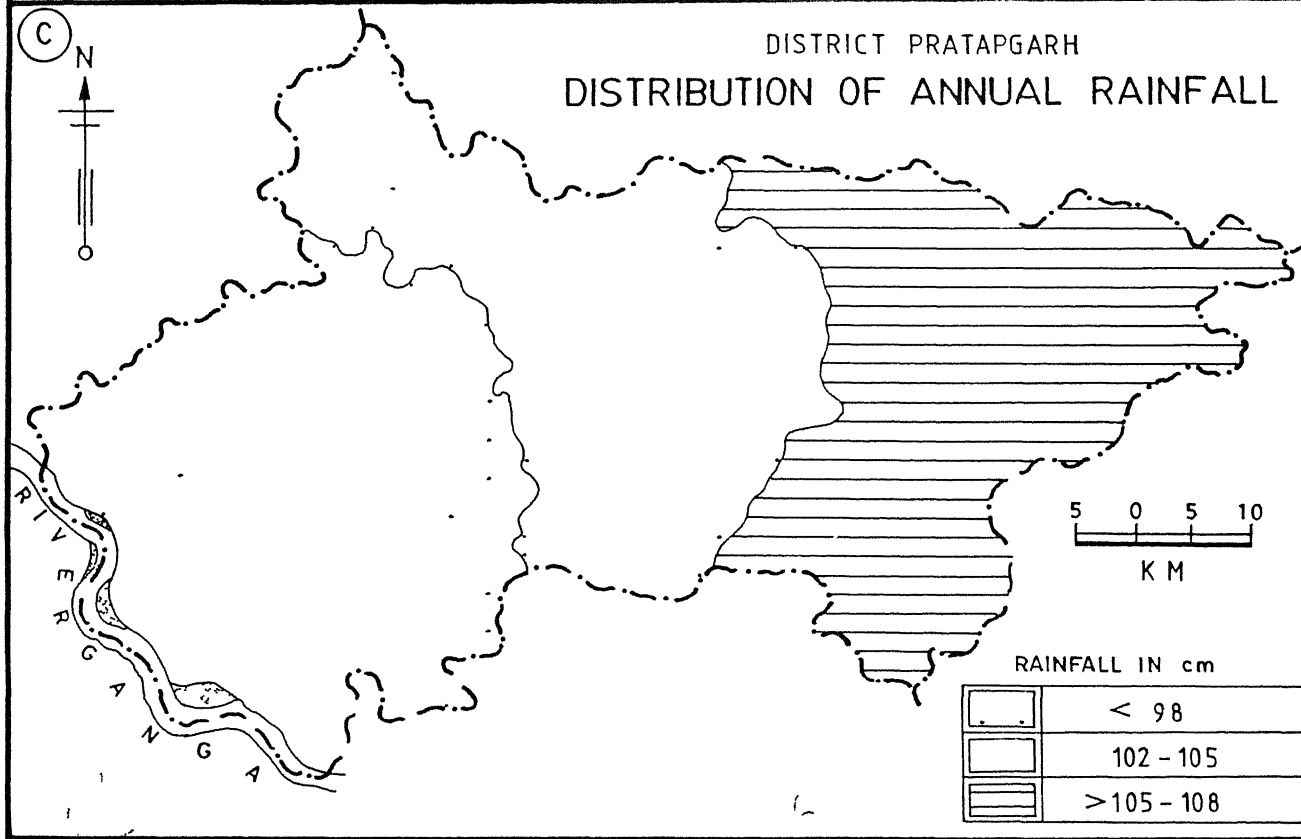 C
N
DISTRICT PRATAPGARH
DISTRIBUTION OF ANNUAL RAINFALL
RIVER GANGA
5 0 5 10
KM
RAINFALL IN cm
< 98
102-105
>105-108